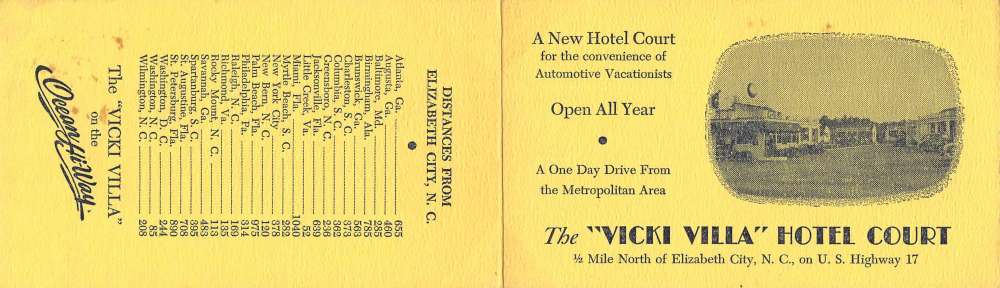 DISTANCES FROM
ELIZABETH CITY, N. C.
Atlanta, Ga. 655
Augusta, Ga. 460
Baltimore, Md. 285
Birmingham, Ala. 785
Brunswick, Ga. 563
Charleston, S. C. 373
Columbia, S. C. 362
Greensboro, N. C. 236
Jacksonville, Fla. 639
Little Creek, Va. 52
Miami, Fla. 1040
Myrtle Beach, S. C. 282
New York City 378
New Bern, N. C. 120
Palm Beach, Fla. 975
Philadelphia, Pa. 314
Raleigh, N. C. 169
Richmond, Va. 135
Rocky Mount, N. C. 113
Savannah, Ga. 483
Spartanburg, S. C. 395
St. Augustine, Fla. 708
St. Petersburg, Fla. 890
Washington, D. C. 244
Washington, N. C. 85
Wilmington, N. C. 208
The "VICKI VILLA"
on the
Ocean Hi Way
A New Hotel Court
for the convenience of
Automotive Vacationists
Open All Year
A One Day Drive From
the Metropolitan Area
The "VICKI VILLA" HOTEL COURT
½ Mile North of Elizabeth City, N. C., on U. S. Highway 17